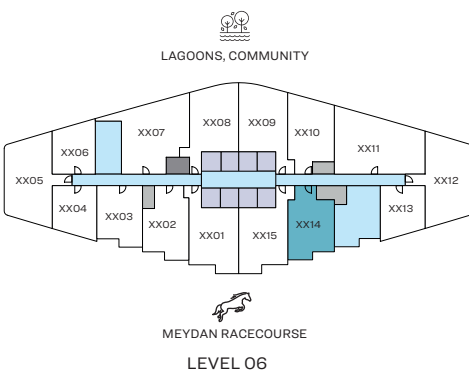 LAGOONS, COMMUNITY
XX08 XX09
XX07 XX10
XX06 XX11
XX05 XX12
XX04 XX03 XX02 XX01 XX15 XX14 XX13
MEYDAN RACECOURSE
LEVEL 06